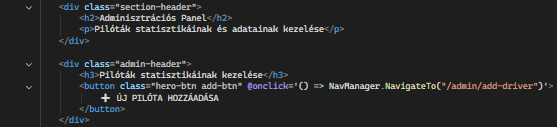 <div class="section-header">
<h2>Adminisztrációs Panel</h2>
<p>Pilóták statisztikáinak és adatainak kezelése</p>
</div>
<div class="admin-header">
<h3>Pilóták statisztikáinak kezelése</h3>
<button class="hero-btn add-btn" @onclick='() => NavManager.NavigateTo("/admin/add-driver")'>
➕ ÚJ PILÓTA HOZZÁADÁSA
</button>
</div>